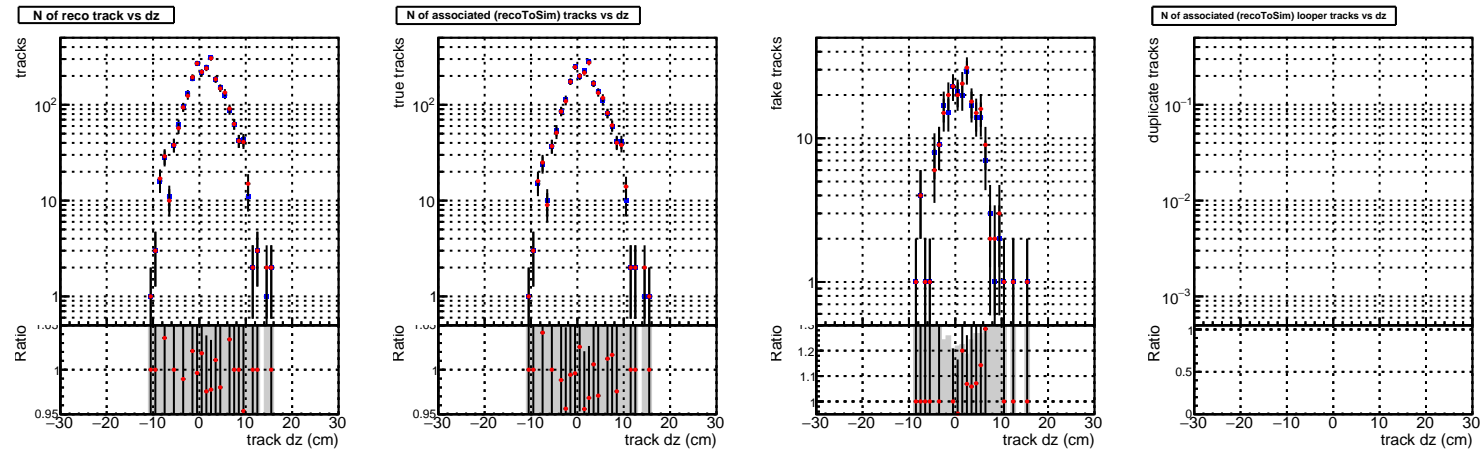 N of reco track vs dz
tracks
10²
10
1
Ratio
1.05
1
0.95
−30 −20 −10 0 10 20 30
track dz (cm)
N of associated (recoToSim) tracks vs dz
true tracks
10²
10
1
Ratio
1.05
1
0.95
−30 −20 −10 0 10 20 30
track dz (cm)
fake tracks
10
1
Ratio
1.3
1.2
1.1
1
−30 −20 −10 0 10 20 30
track dz (cm)
N of associated (recoToSim) looper tracks vs dz
duplicate tracks
10⁻¹
10⁻²
10⁻³
Ratio
1
0.5
0
−30 −20 −10 0 10 20 30
track dz (cm)